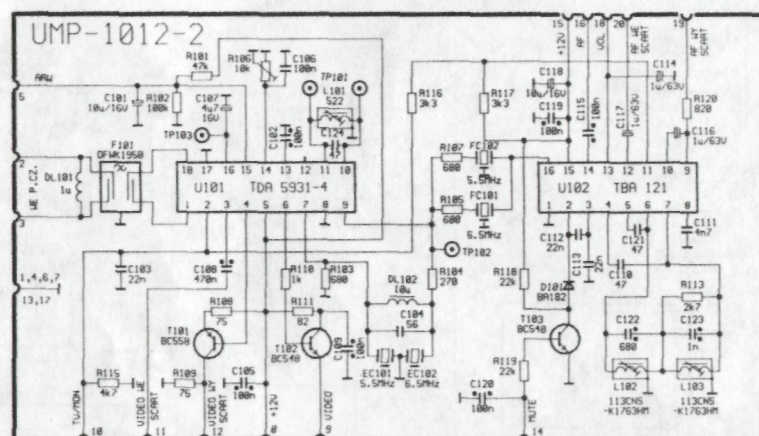 UMP-1012-2
15 16 18 20 19
+12V
AF
VOL
AF WE SCART
AF WY SCART
ARW
5
R101 47k
R106 10k
C106 100n
TP101
L101 522
C101 10u/16V
R102 100k
C107 4u7 16V
TP103
C102 100n
C124 47
R116 3k3
R117 3k3
C118 10u/16V
C119 100n
C115 100n
C117 1u/63V
C114 1u/63V
R120 820
C116 1u/63V
F101 OFWK1950
2
DL101 1u
WE P.CZ.
3
18 17 16 15 14 13 12 11 10
U101 TDA 5931-4
1 2 3 4 5 6 7 8 9
R107 680
FC102 5.5MHz
R105 680
FC101 6.5MHz
TP102
16 15 14 13 12 11 10 9
U102 TBA 121
1 2 3 4 5 6 7 8
C111 4n7
1,4,6,7
13,17
C103 22n
C108 470n
R110 1k
R103 680
DL102 10u
R104 270
C104 56
R118 22k
C112 22n
C113 22n
C121 47
C110 47
D101 BA182
R113 2k7
R108 75
R111 82
T101 BC558
T102 BC548
C109 100n
EC101 5.5MHz
EC102 6.5MHz
T103 BC548
C122 680
C123 1n
R115 4k7
R109 75
C105 100n
R119 22k
C120 100n
L102 113CNS -K1763HM
L103 113CNS -K1763HM
TV/MON
VIDEO WE SCART
VIDEO WY SCART
+12V
VIDEO
MUTE
10 11 12 8 9 14